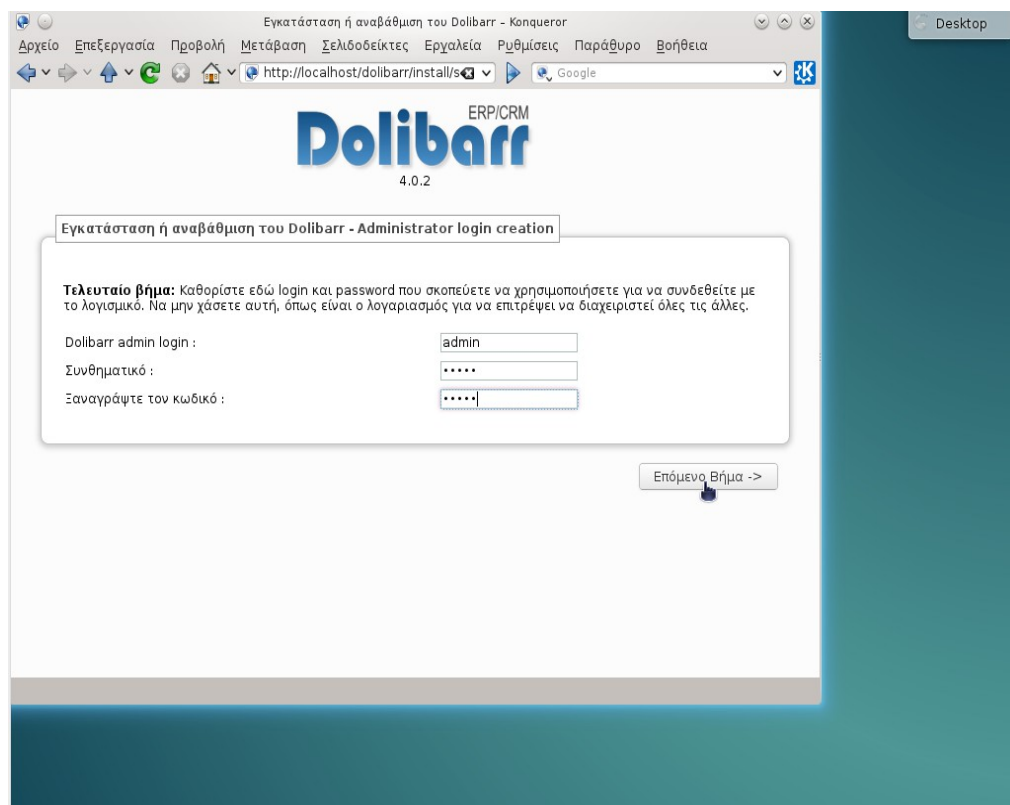 Εγκατάσταση ή αναβάθμιση του Dolibarr – Konqueror
Desktop
Αρχείο Επεξεργασία Προβολή Μετάβαση Σελιδοδείκτες Εργαλεία Ρυθμίσεις Παράθυρο Βοήθεια
http://localhost/dolibarr/install/s
Google
ERP/CRM
Dolibarr
4.0.2
Εγκατάσταση ή αναβάθμιση του Dolibarr - Administrator login creation
Τελευταίο βήμα: Καθορίστε εδώ login και password που σκοπεύετε να χρησιμοποιήσετε για να συνδεθείτε με
το λογισμικό. Να μην χάσετε αυτή, όπως είναι ο λογαριασμός για να επιτρέψει να διαχειριστεί όλες τις άλλες.
Dolibarr admin login :
admin
Συνθηματικό :
•••••
Ξαναγράψτε τον κωδικό :
•••••
Επόμενο Βήμα ->